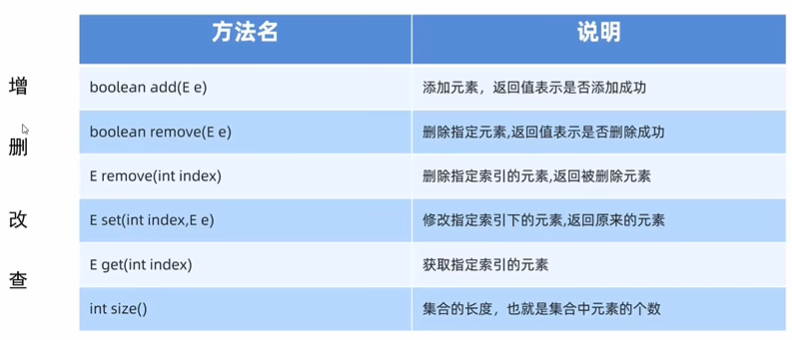 方法名 说明
增
boolean add(E e) 添加元素，返回值表示是否添加成功
boolean remove(E e) 删除指定元素,返回值表示是否删除成功
删
E remove(int index) 删除指定索引的元素,返回被删除元素
改
E set(int index,E e) 修改指定索引下的元素,返回原来的元素
E get(int index) 获取指定索引的元素
查
int size() 集合的长度，也就是集合中元素的个数